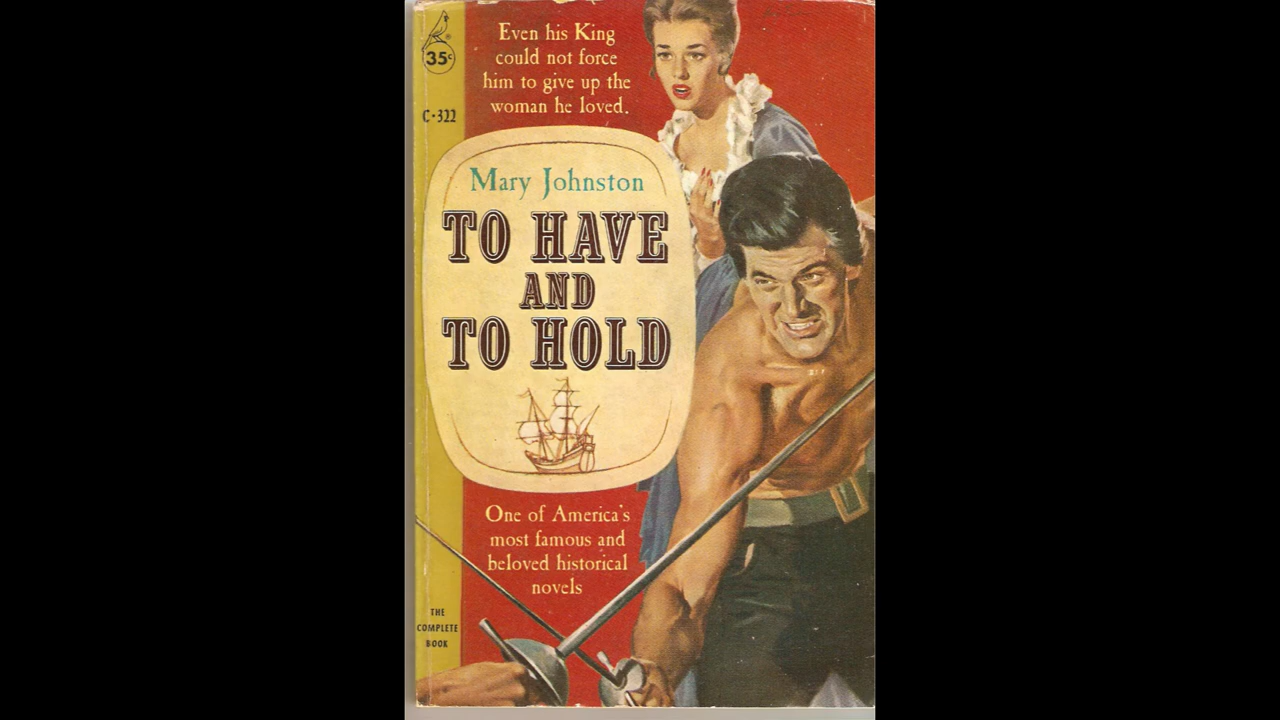 35¢
C·322
Even his King
could not force
him to give up the
woman he loved.
Mary Johnston
TO HAVE
AND
TO HOLD
One of America's
most famous and
beloved historical
novels
THE
COMPLETE
BOOK